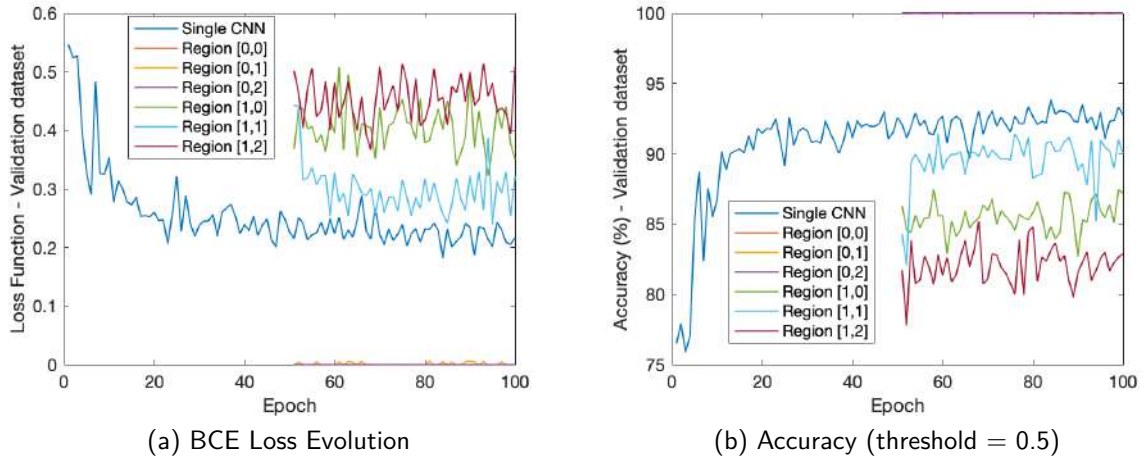 Loss Function - Validation dataset
0.6
0.5
0.4
0.3
0.2
0.1
0
Single CNN
Region [0,0]
Region [0,1]
Region [0,2]
Region [1,0]
Region [1,1]
Region [1,2]
0 20 40 60 80 100
Epoch
(a) BCE Loss Evolution
Accuracy (%) - Validation dataset
100
95
90
85
80
75
Single CNN
Region [0,0]
Region [0,1]
Region [0,2]
Region [1,0]
Region [1,1]
Region [1,2]
0 20 40 60 80 100
Epoch
(b) Accuracy (threshold = 0.5)